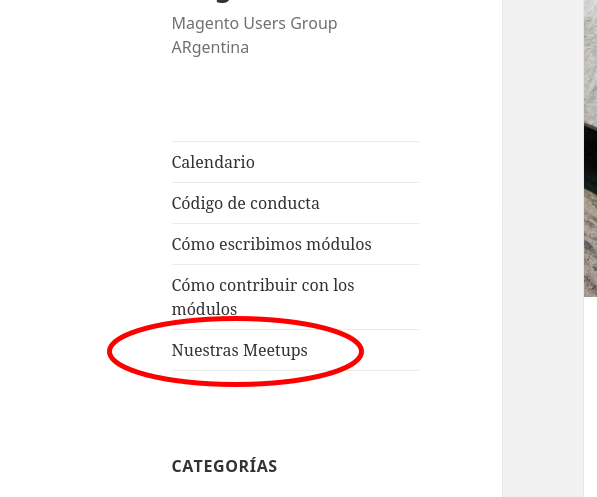 Magento Users Group
ARgentina
Calendario
Código de conducta
Cómo escribimos módulos
Cómo contribuir con los
módulos
Nuestras Meetups
CATEGORÍAS